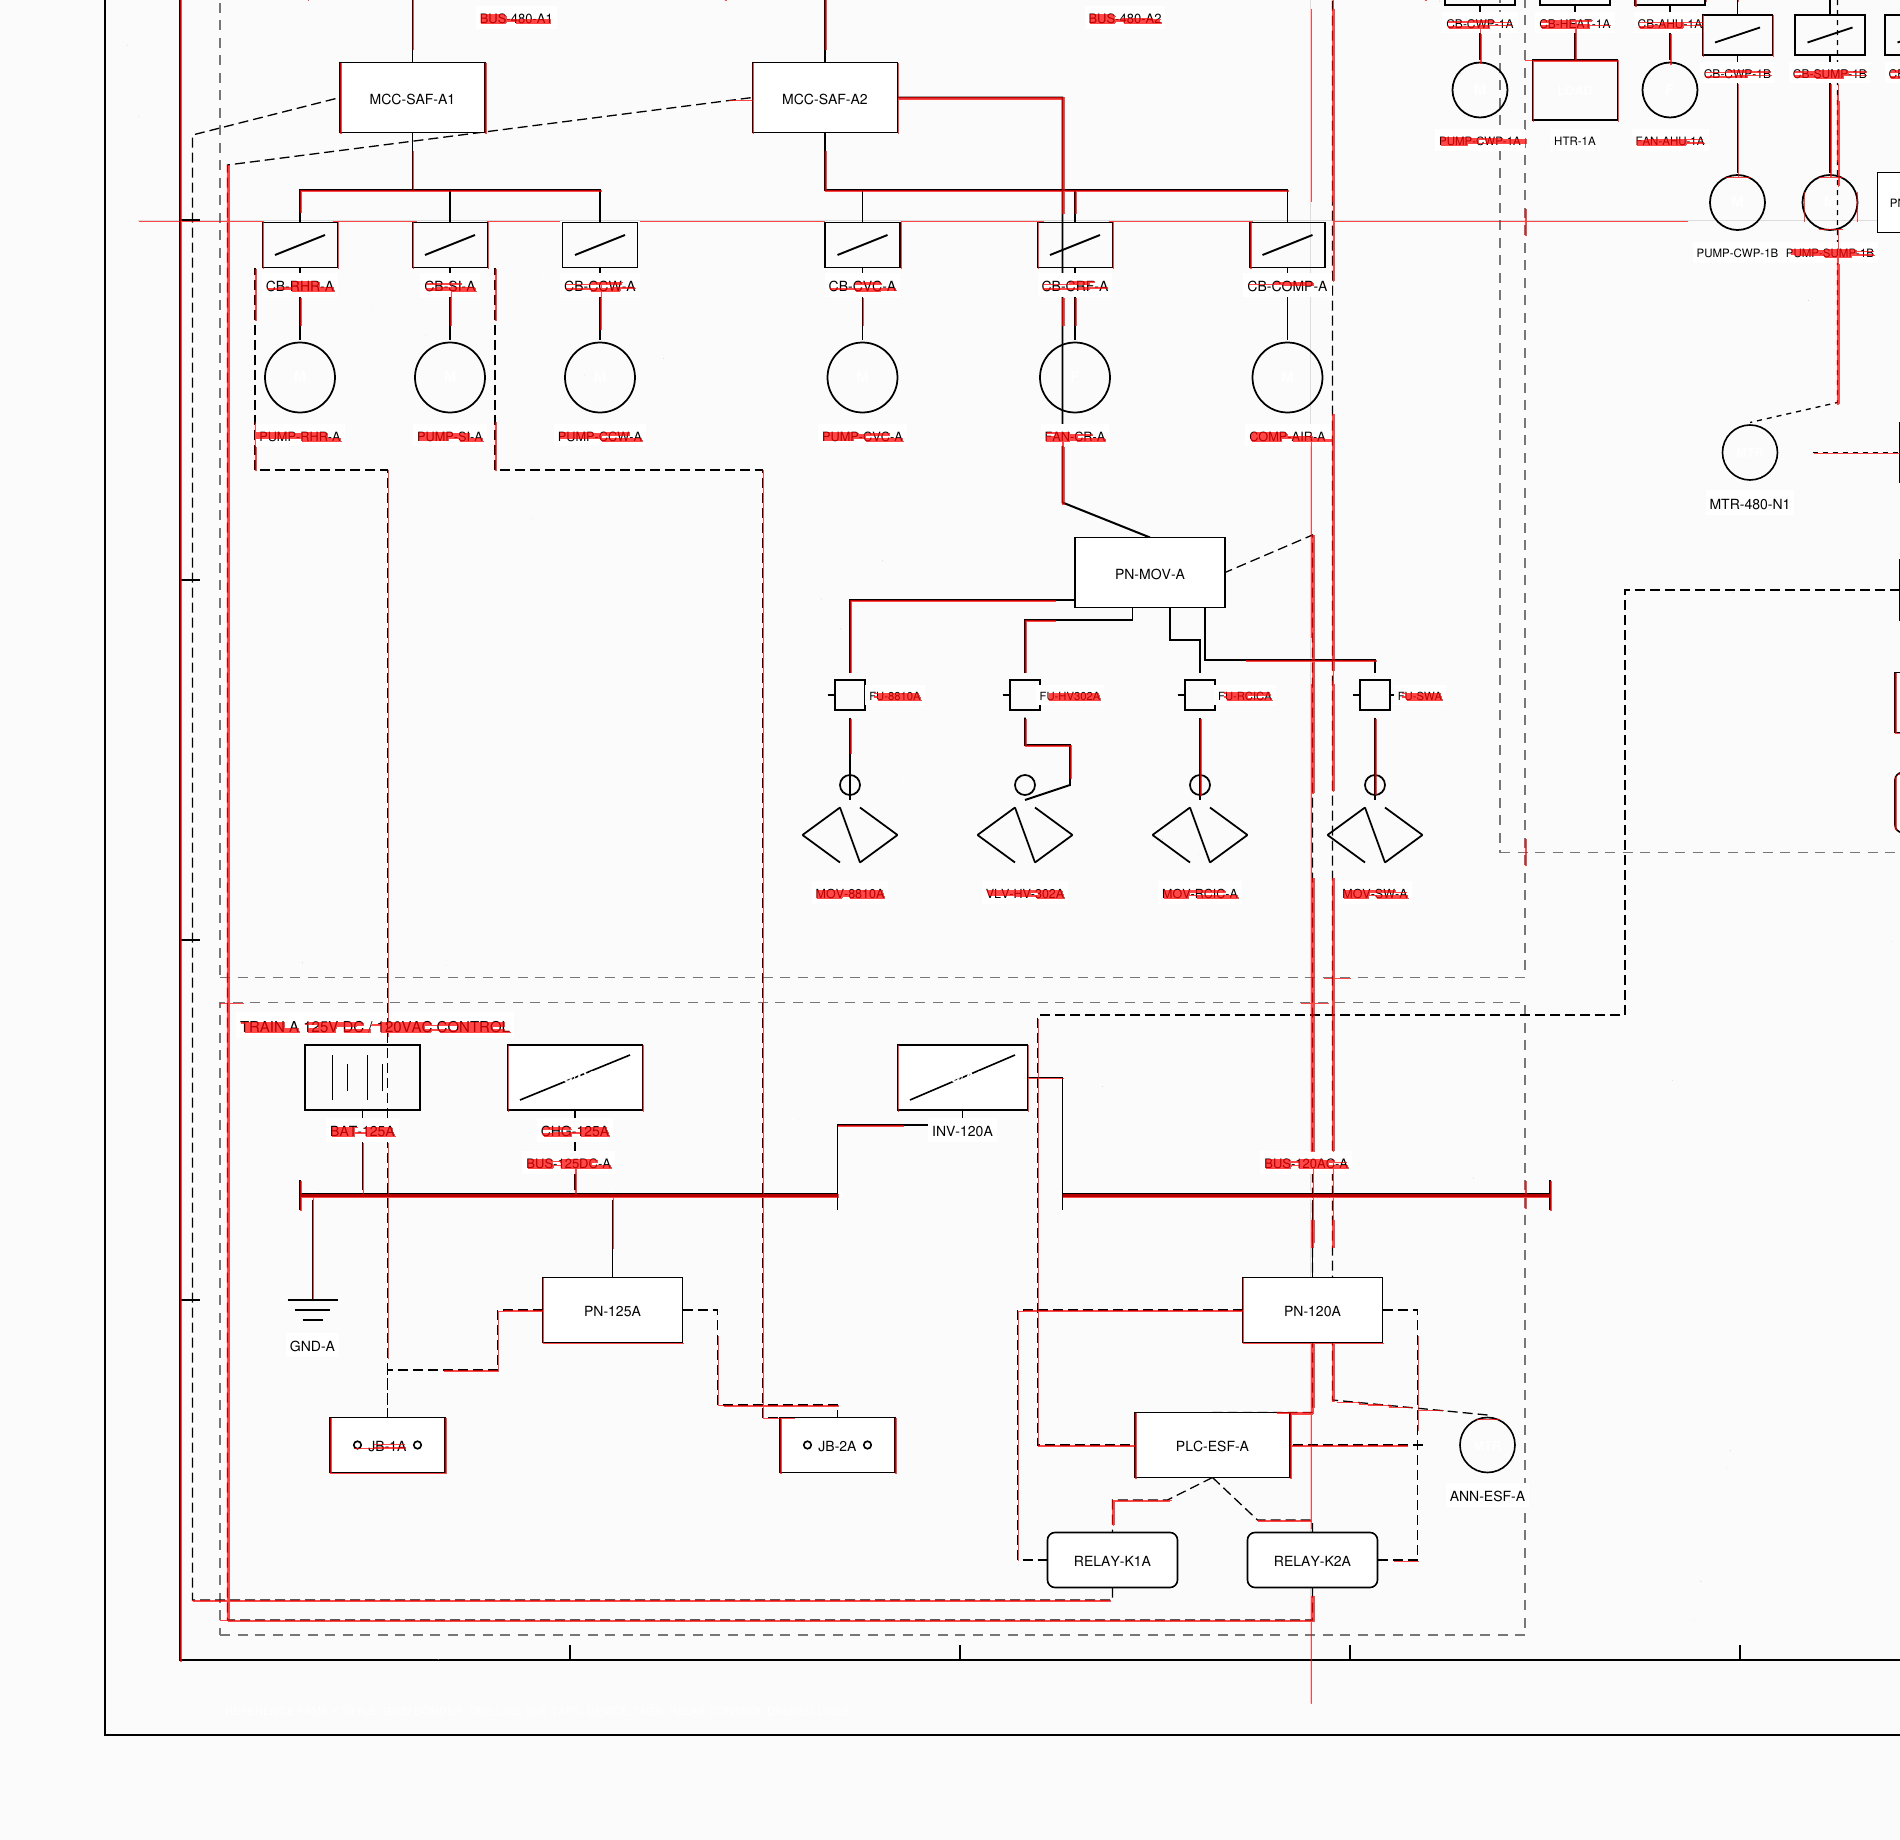 BUS-480-A1
BUS-480-A2
CB-CWP-1A
CB-HEAT-1A
CB-AHU-1A
CB-CWP-1B
CB-SUMP-1B
MCC-SAF-A1
MCC-SAF-A2
PUMP-CWP-1A
HTR-1A
FAN-AHU-1A
PUMP-CWP-1B
PUMP-SUMP-1B
CB-RHR-A
CB-SI-A
CB-CCW-A
CB-CVC-A
CB-CRF-A
CB-COMP-A
PUMP-RHR-A
PUMP-SI-A
PUMP-CCW-A
PUMP-CVC-A
FAN-CR-A
COMP-AIR-A
MTR-480-N1
PN-MOV-A
FU-8810A
FU-HV302A
FU-RCICA
FU-SWA
MOV-8810A
VLV-HV-302A
MOV-RCIC-A
MOV-SW-A
TRAIN A 125V DC / 120VAC CONTROL
BAT-125A
CHG-125A
INV-120A
BUS-125DC-A
BUS-120AC-A
PN-125A
PN-120A
GND-A
JB-1A
JB-2A
PLC-ESF-A
ANN-ESF-A
RELAY-K1A
RELAY-K2A